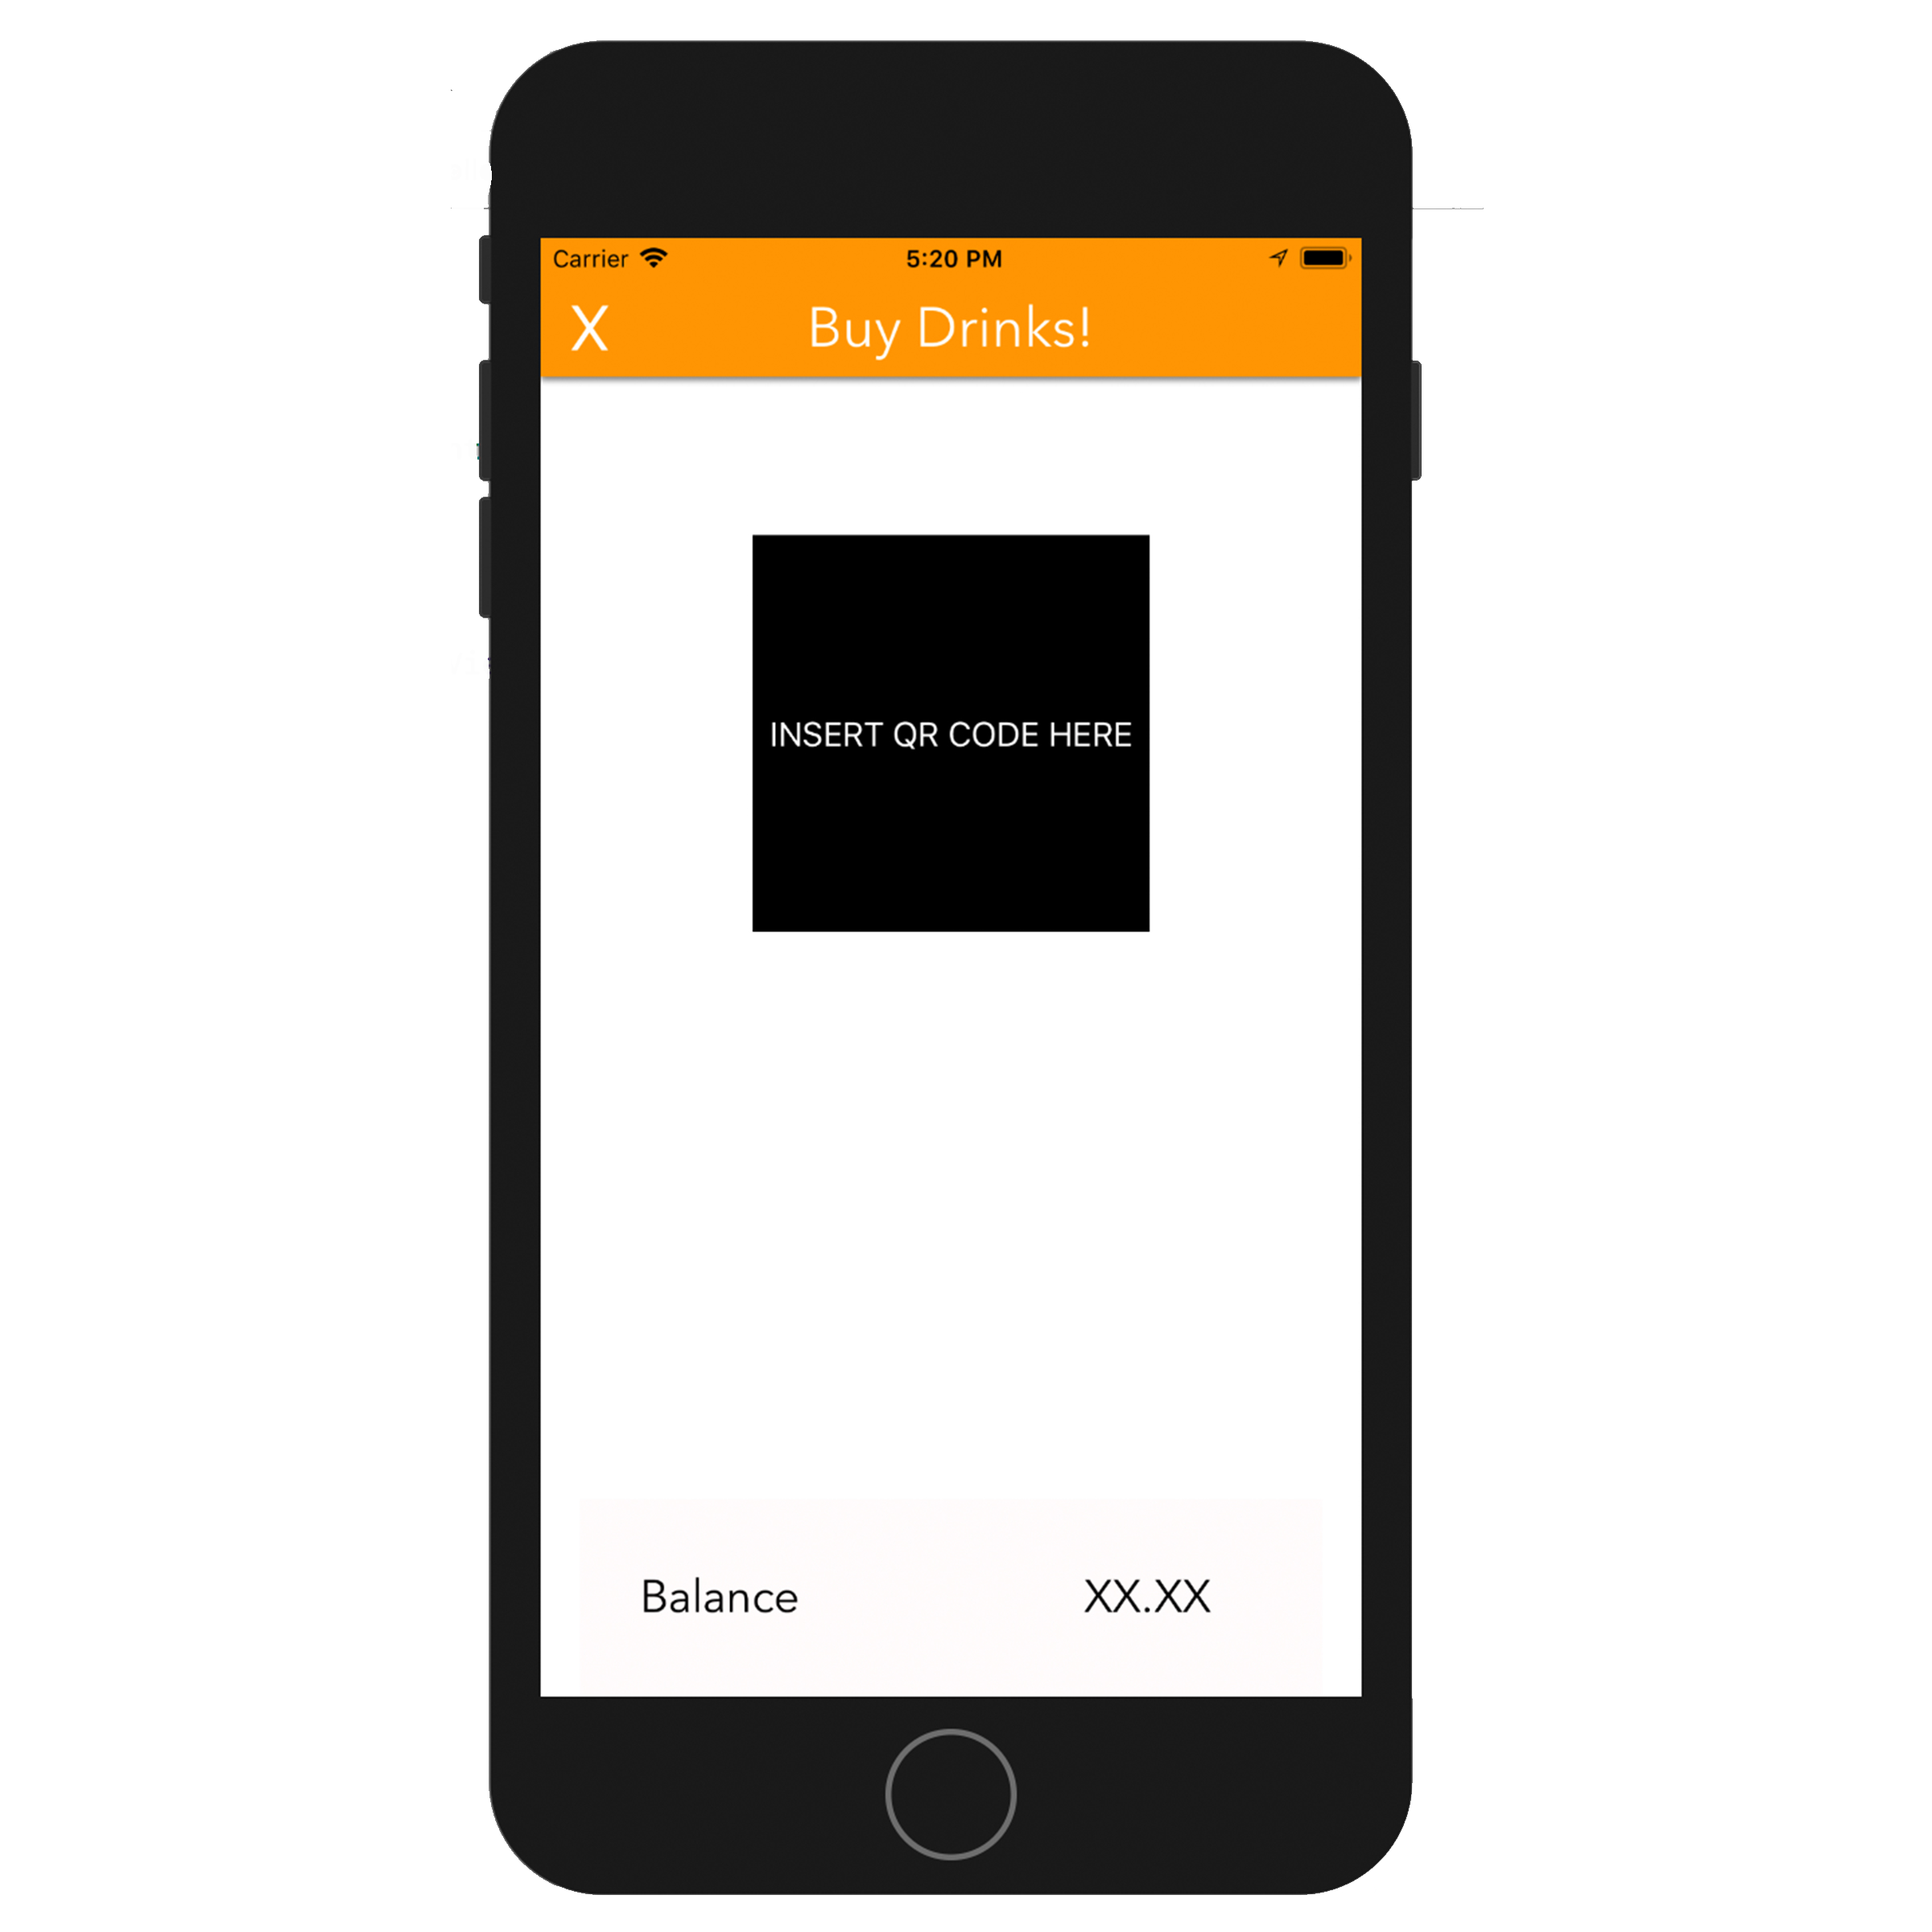 Carrier 5:20 PM
X Buy Drinks!
INSERT QR CODE HERE
Balance XX.XX